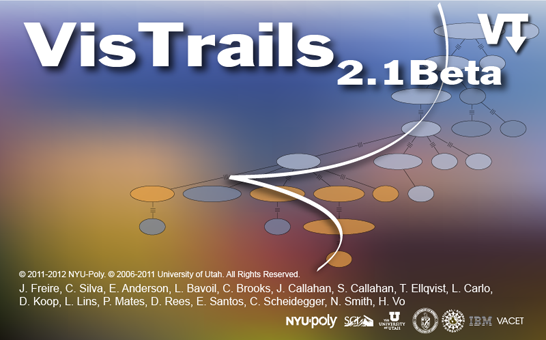 VT
VisTrails
2.1Beta
© 2011-2012 NYU-Poly. © 2006-2011 University of Utah. All Rights Reserved.
J. Freire, C. Silva, E. Anderson, L. Bavoil, C. Brooks, J. Callahan, S. Callahan, T. Ellqvist, L. Carlo,
D. Koop, L. Lins, P. Mates, D. Rees, E. Santos, C. Scheidegger, N. Smith, H. Vo
NYU·poly THE UNIVERSITY OF UTAH IBM VACET